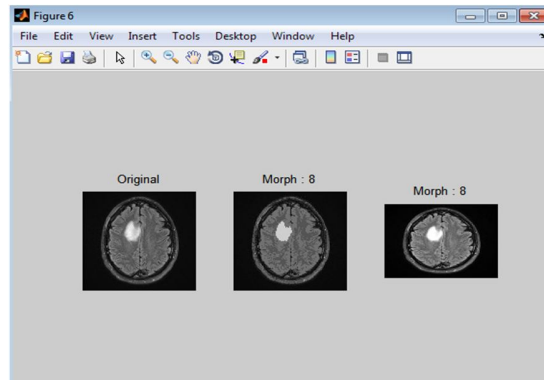 Figure 6
File Edit View Insert Tools Desktop Window Help
Original
Morph : 8
Morph : 8